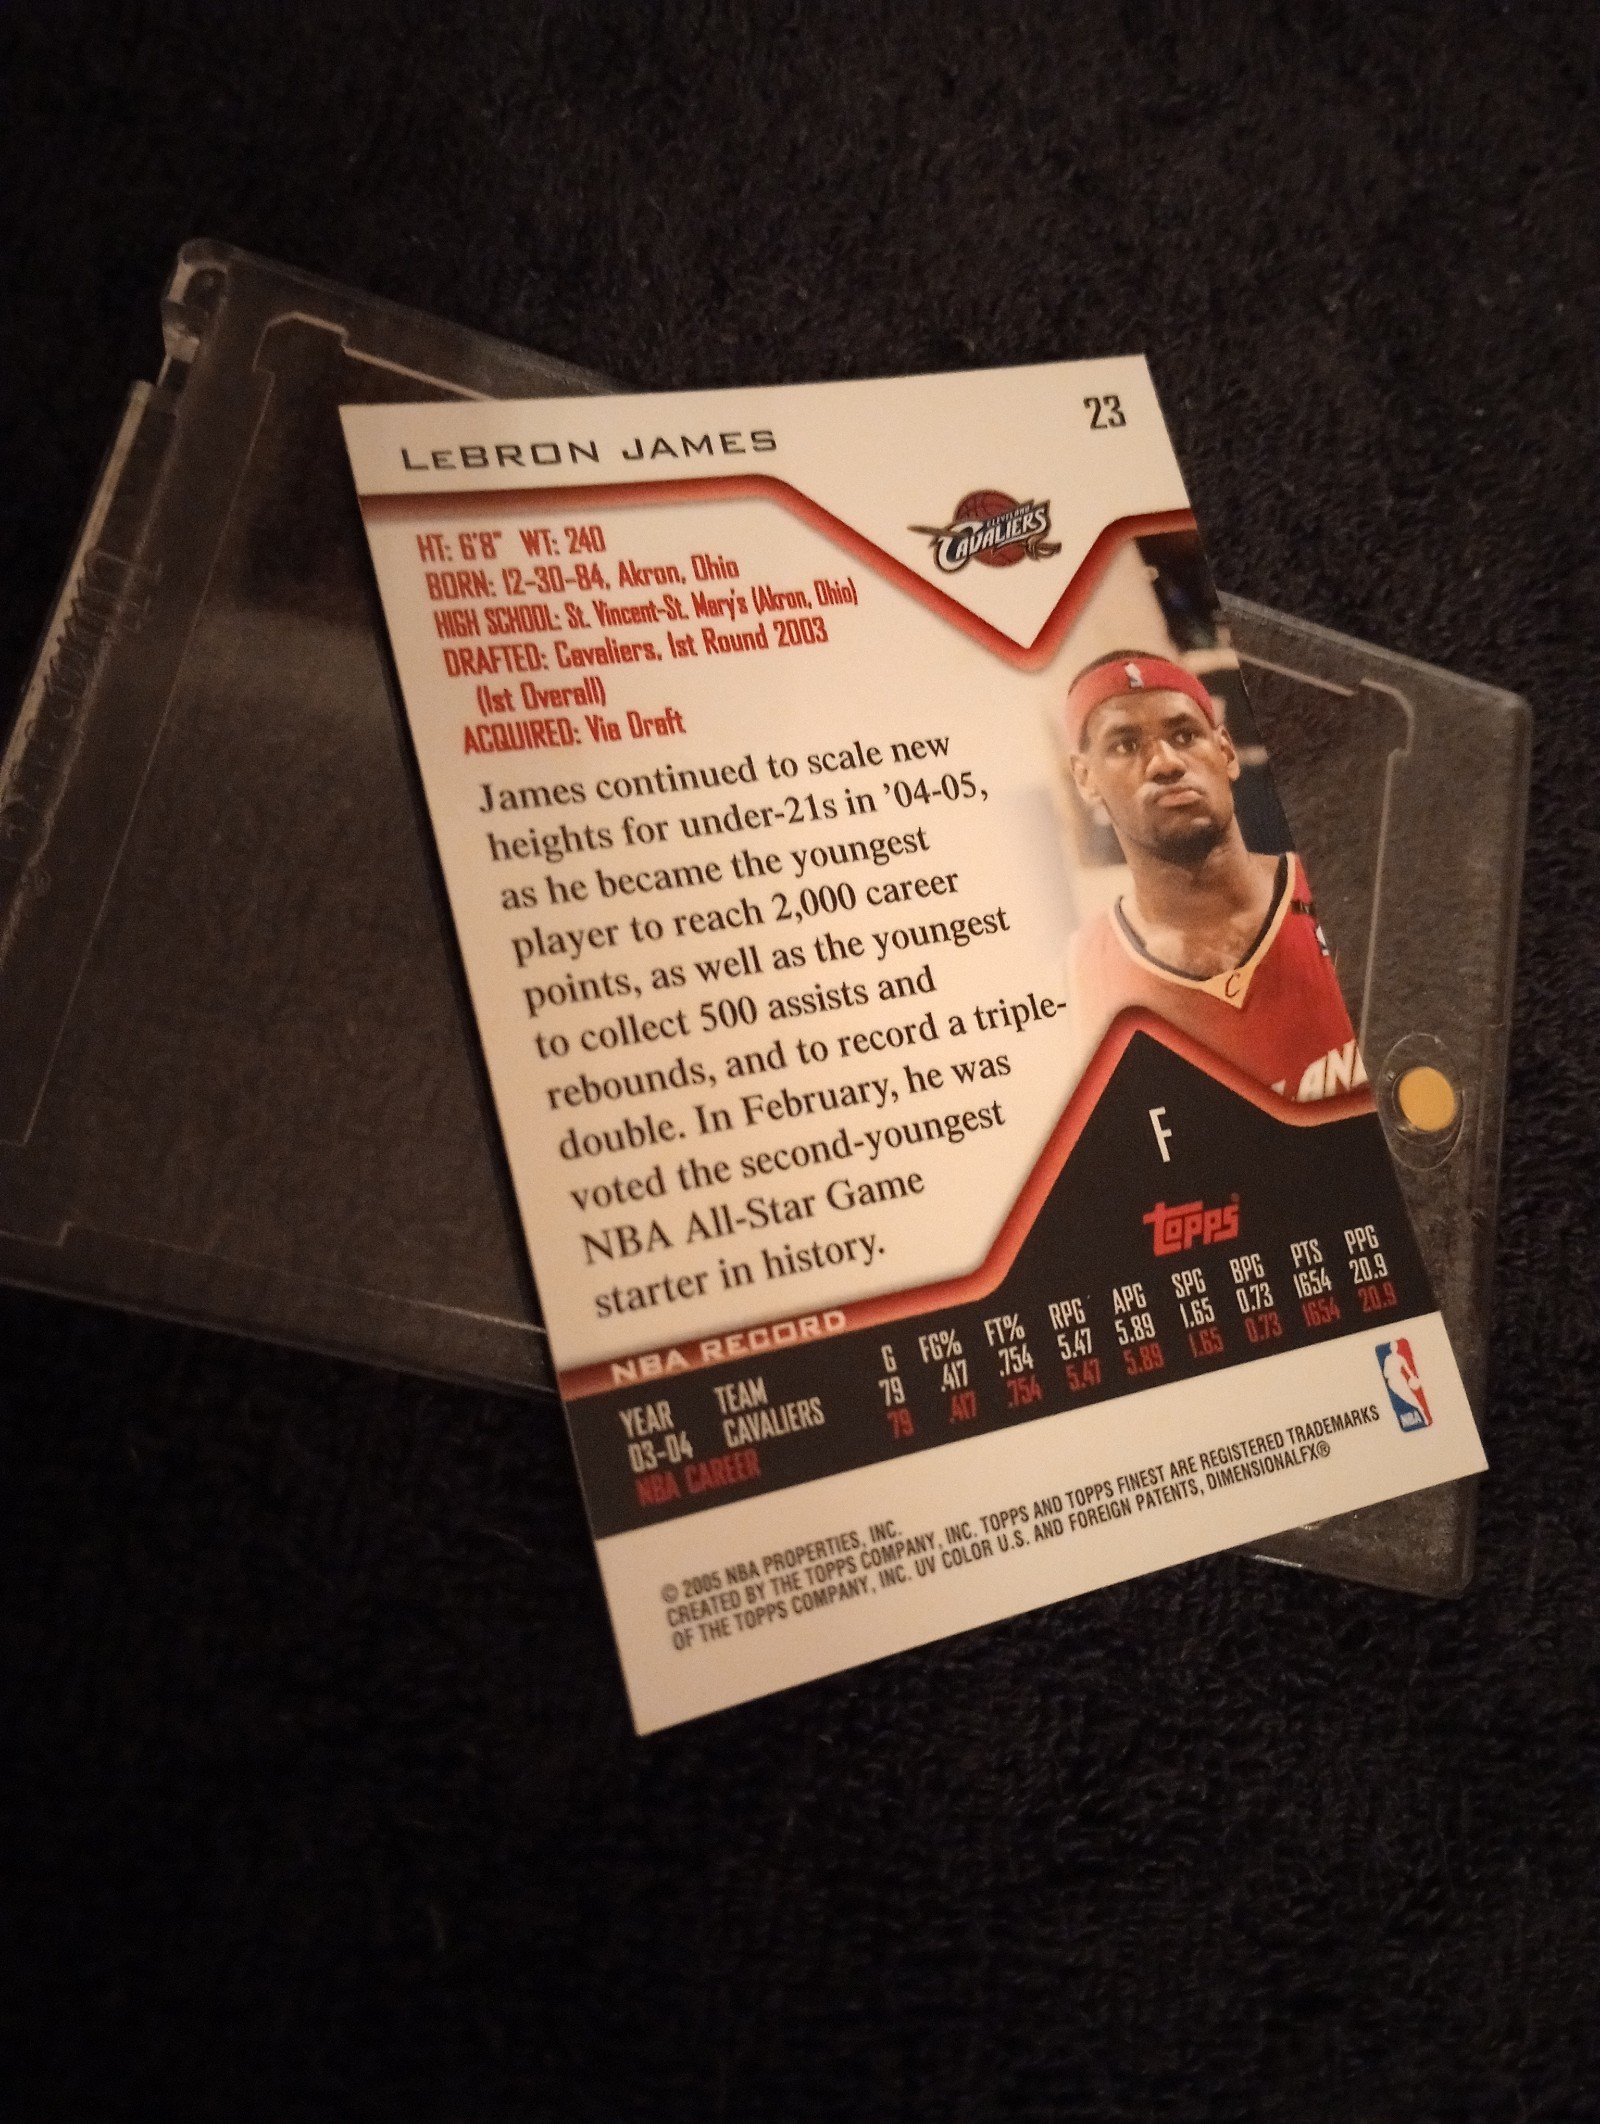 LeBRON JAMES
23
CLEVELAND
CAVALIERS
HT: 6'8" WT: 240
BORN: 12-30-84, Akron, Ohio
HIGH SCHOOL: St. Vincent-St. Mary's (Akron, Ohio)
DRAFTED: Cavaliers, 1st Round 2003
(1st Overall)
ACQUIRED: Via Draft
James continued to scale new
heights for under-21s in ’04-05,
as he became the youngest
player to reach 2,000 career
points, as well as the youngest
to collect 500 assists and
rebounds, and to record a triple-
double. In February, he was
voted the second-youngest
NBA All-Star Game
starter in history.
C
LAND
F
topps
NBA RECORD
YEAR TEAM G FG% FT% RPG APG SPG BPG PTS PPG
03-04 CAVALIERS 79 .417 .754 5.47 5.89 1.65 0.73 1654 20.9
NBA CAREER 79 .417 .754 5.47 5.89 1.65 0.73 1654 20.9
© 2005 NBA PROPERTIES, INC.
CREATED BY THE TOPPS COMPANY, INC. TOPPS AND TOPPS FINEST ARE REGISTERED TRADEMARKS
OF THE TOPPS COMPANY, INC. UV COLOR U.S. AND FOREIGN PATENTS, DIMENSIONALFX®
NBA